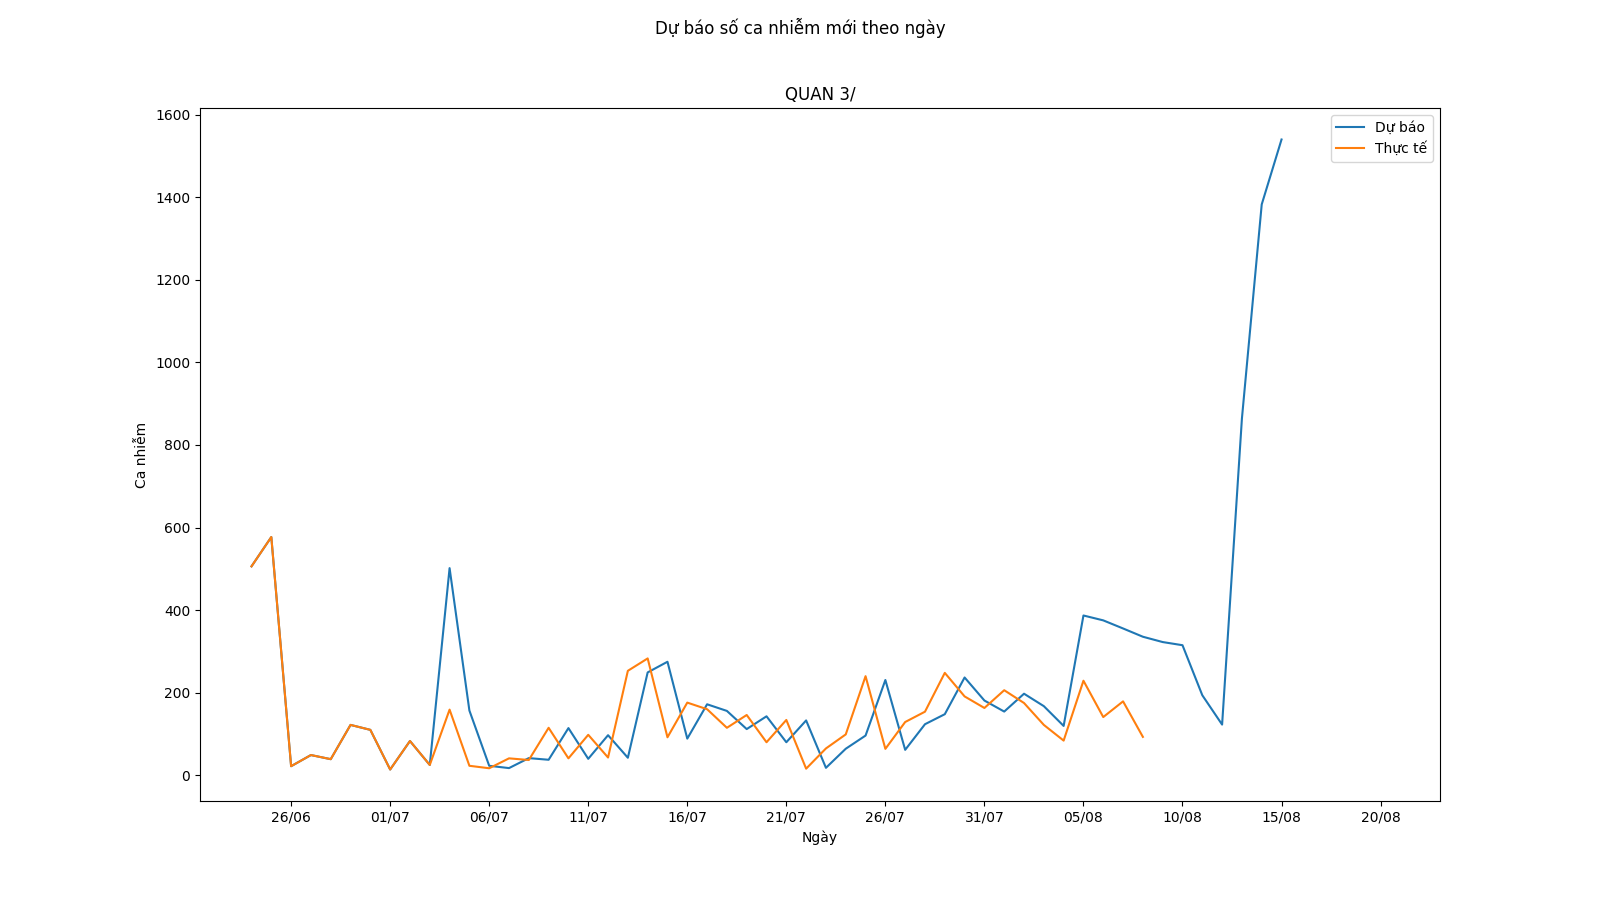 Dự báo số ca nhiễm mới theo ngày
QUAN 3/
1600
1400
1200
1000
800
600
400
200
0
Ca nhiễm
Dự báo
Thực tế
26/06 01/07 06/07 11/07 16/07 21/07 26/07 31/07 05/08 10/08 15/08 20/08
Ngày